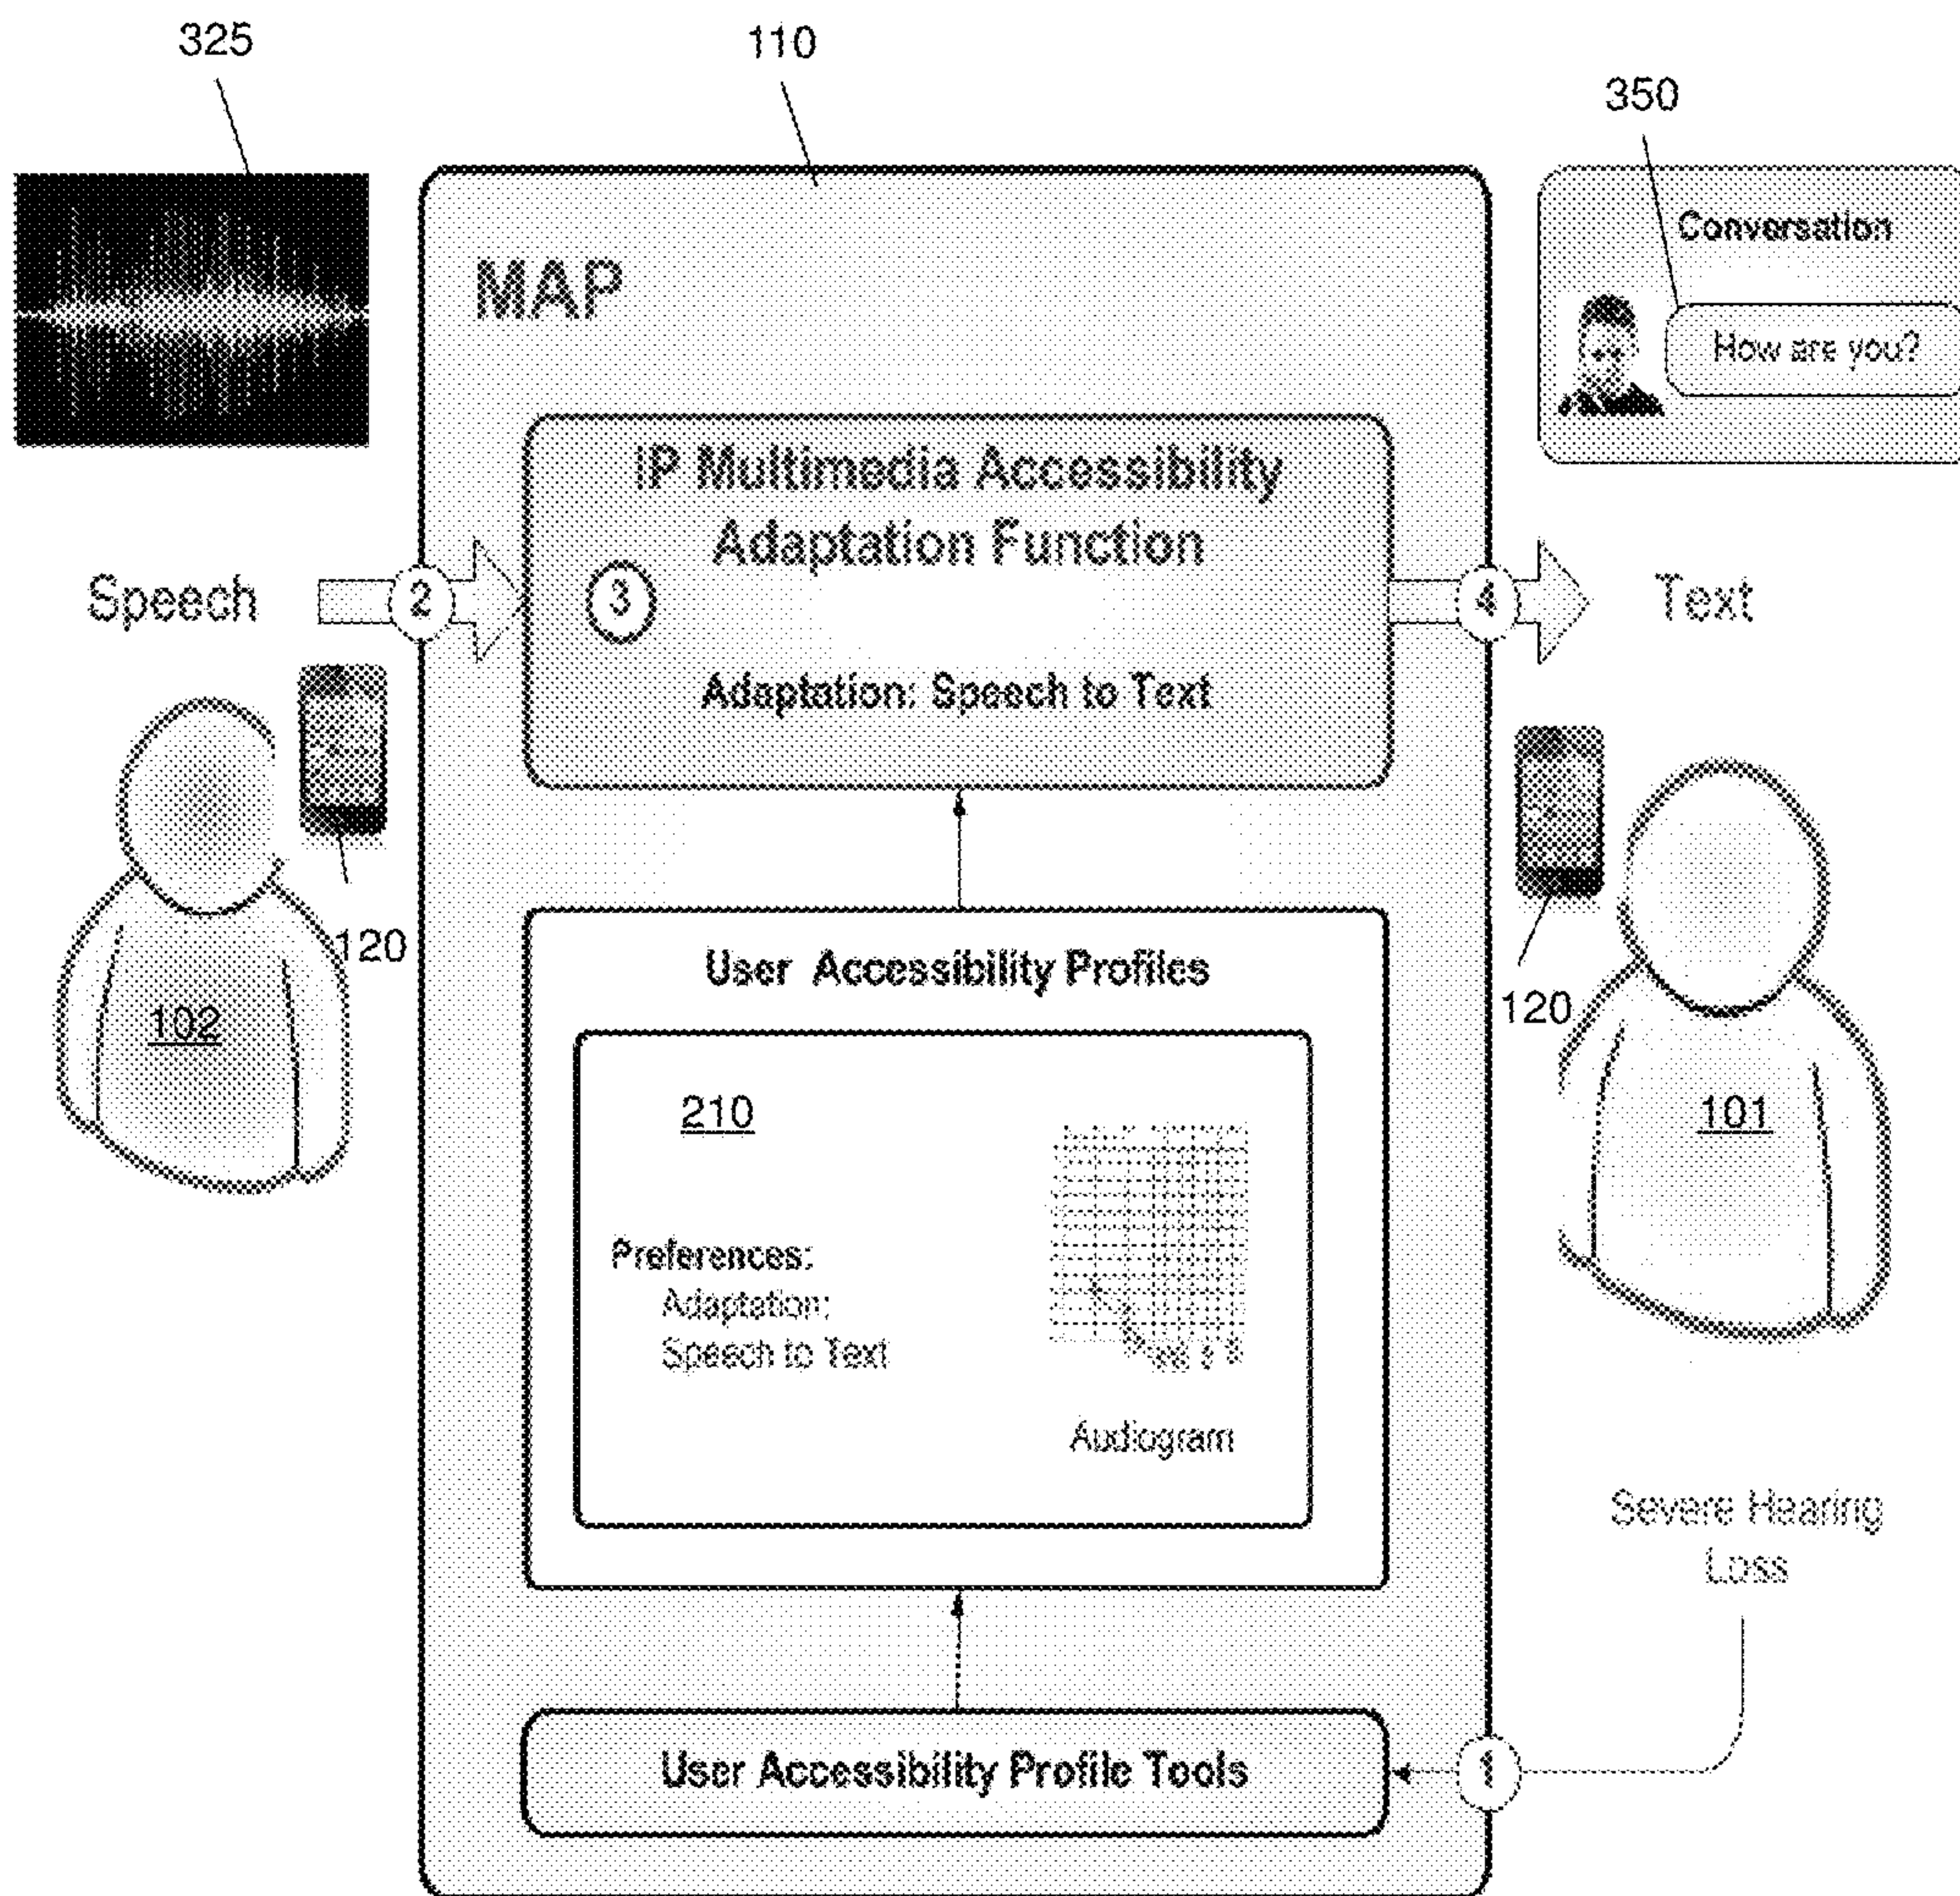 325
110
350
MAP
Conversation
How are you?
IP Multimedia Accessibility
Adaptation Function
Speech
2
3
4
Text
Adaptation: Speech to Text
120
120
102
101
User Accessibility Profiles
210
Preferences:
Adaptation:
Speech to Text
Audiogram
Severe Hearing
Loss
User Accessibility Profile Tools
1